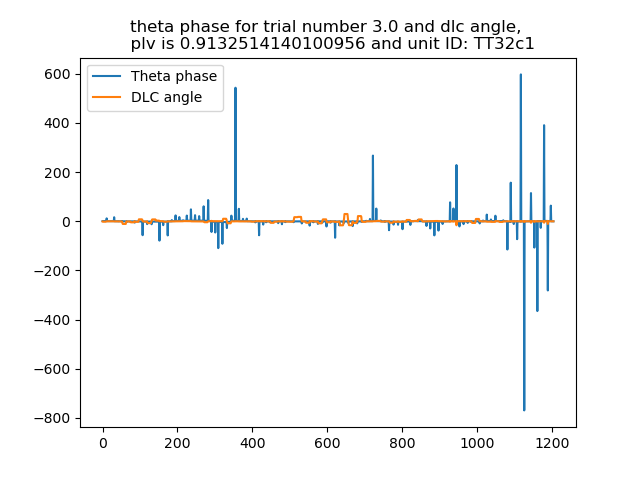 theta phase for trial number 3.0 and dlc angle,
plv is 0.9132514140100956 and unit ID: TT32c1
Theta phase
DLC angle
600
400
200
0
−200
−400
−600
−800
0 200 400 600 800 1000 1200